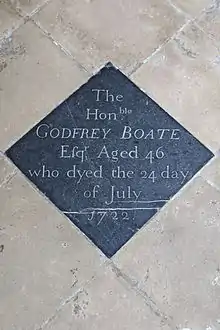 The
Honble
GODFREY BOATE
Esqr. Aged 46
who dyed the 24 day
of July
1722.